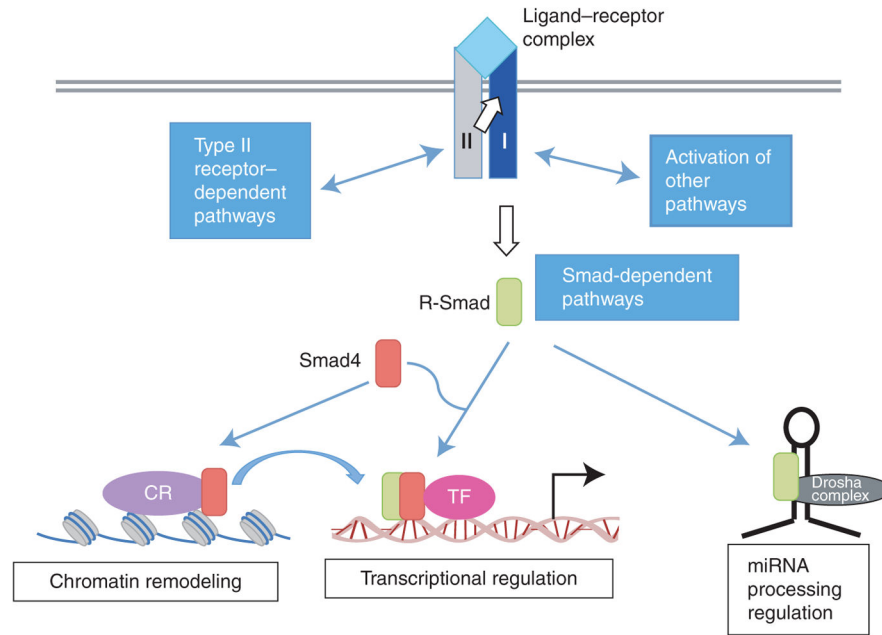 Ligand–receptor
complex
Type II
receptor–
dependent
pathways
II
I
Activation of
other
pathways
Smad-dependent
pathways
R-Smad
Smad4
CR
TF
Drosha
complex
Chromatin remodeling
Transcriptional regulation
miRNA
processing
regulation